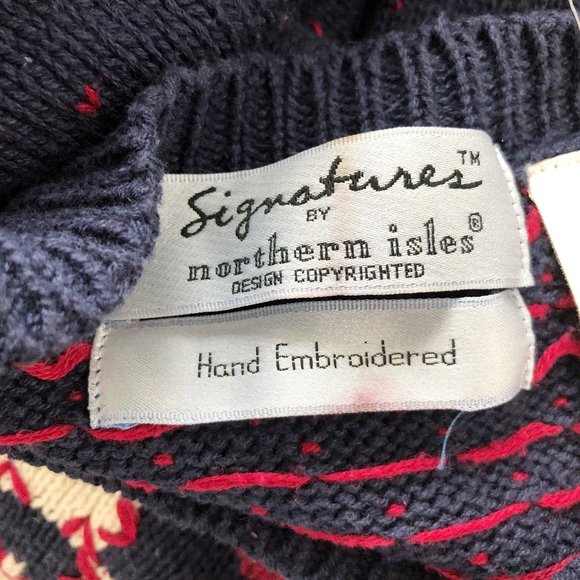 Signatures™
BY
northern isles®
DESIGN COPYRIGHTED
Hand Embroidered